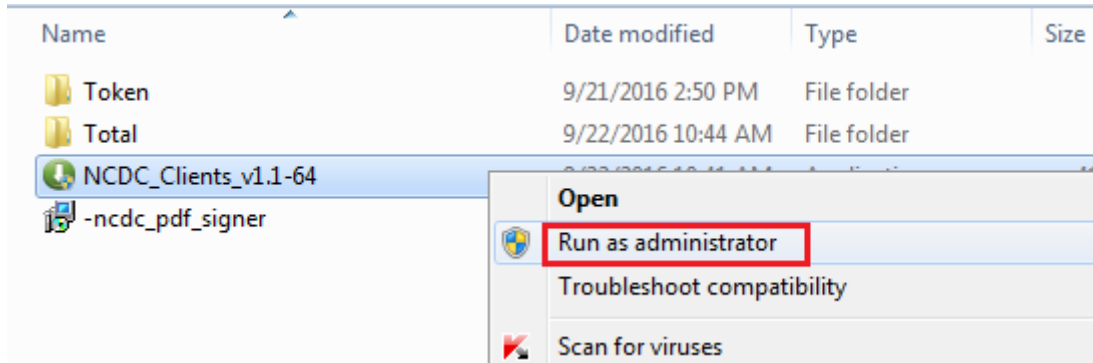 Name Date modified Type Size
Token 9/21/2016 2:50 PM File folder
Total 9/22/2016 10:44 AM File folder
NCDC_Clients_v1.1-64
-ncdc_pdf_signer
Open
Run as administrator
Troubleshoot compatibility
Scan for viruses